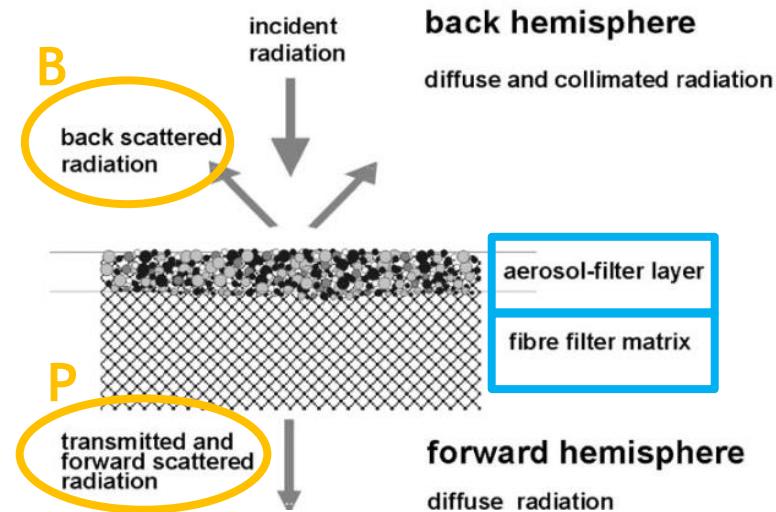 incident
radiation
back hemisphere
diffuse and collimated radiation
B
back scattered
radiation
aerosol-filter layer
fibre filter matrix
P
transmitted and
forward scattered
radiation
forward hemisphere
diffuse radiation